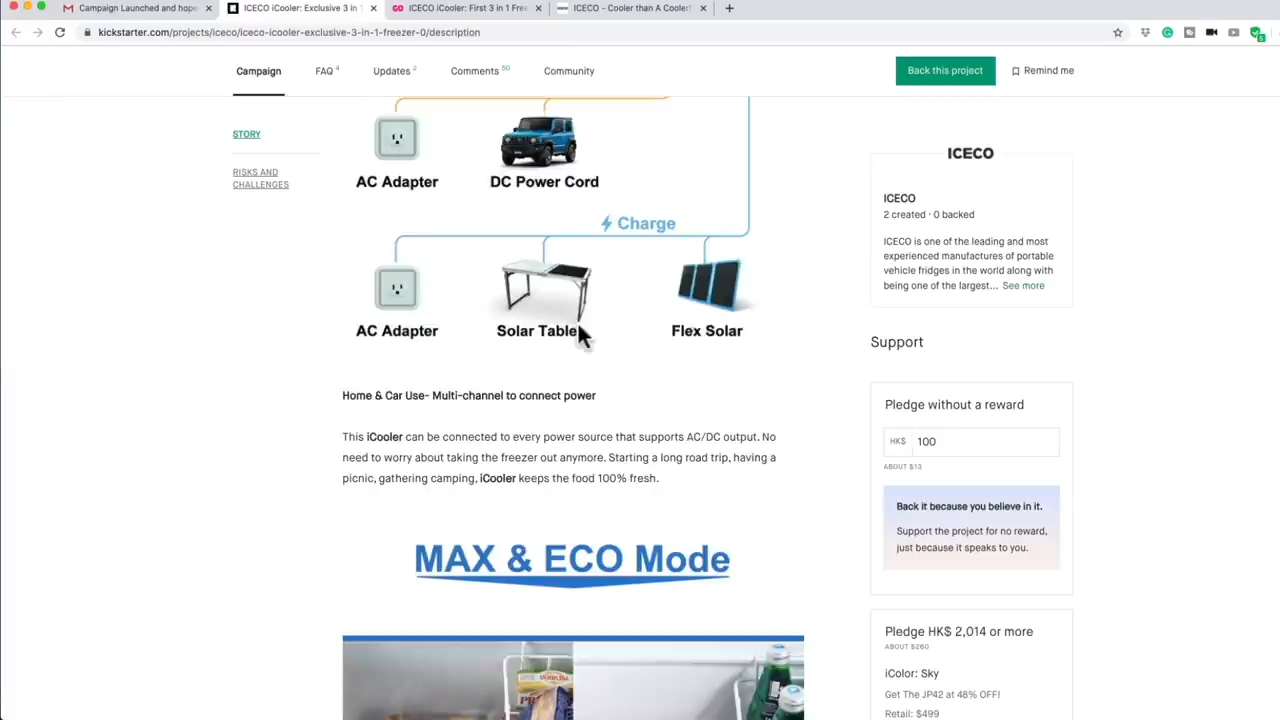 Campaign Launched and hope
ICECO iCooler: Exclusive 3 in 1
ICECO iCooler: First 3 in 1 Free
ICECO - Cooler than A Cooler!
kickstarter.com/projects/iceco/iceco-icooler-exclusive-3-in-1-freezer-0/description
Campaign
FAQ 4
Updates 2
Comments 50
Community
Back this project
Remind me
STORY
RISKS AND
CHALLENGES
AC Adapter
DC Power Cord
Charge
AC Adapter
Solar Table
Flex Solar
Home & Car Use- Multi-channel to connect power
This iCooler can be connected to every power source that supports AC/DC output. No
need to worry about taking the freezer out anymore. Starting a long road trip, having a
picnic, gathering camping, iCooler keeps the food 100% fresh.
MAX & ECO Mode
ICECO
ICECO
2 created · 0 backed
ICECO is one of the leading and most
experienced manufactures of portable
vehicle fridges in the world along with
being one of the largest... See more
Support
Pledge without a reward
HK$ 100
ABOUT $13
Back it because you believe in it.
Support the project for no reward,
just because it speaks to you.
Pledge HK$ 2,014 or more
ABOUT $260
iColor: Sky
Get The JP42 at 48% OFF!
Retail: $499